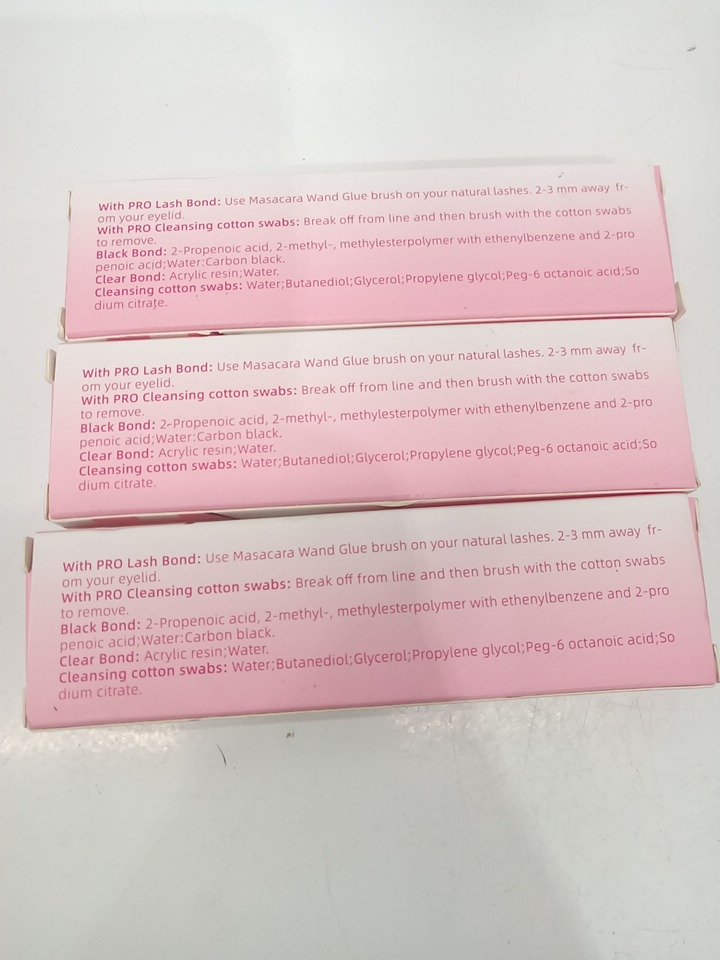 With PRO Lash Bond: Use Masacara Wand Glue brush on your natural lashes. 2-3 mm away fr-
om your eyelid.
With PRO Cleansing cotton swabs: Break off from line and then brush with the cotton swabs
to remove.
Black Bond: 2-Propenoic acid, 2-methyl-, methylesterpolymer with ethenylbenzene and 2-pro
penoic acid;Water:Carbon black.
Clear Bond: Acrylic resin;Water.
Cleansing cotton swabs: Water;Butanediol;Glycerol;Propylene glycol;Peg-6 octanoic acid;So
dium citrate.
With PRO Lash Bond: Use Masacara Wand Glue brush on your natural lashes. 2-3 mm away fr-
om your eyelid.
With PRO Cleansing cotton swabs: Break off from line and then brush with the cotton swabs
to remove.
Black Bond: 2-Propenoic acid, 2-methyl-, methylesterpolymer with ethenylbenzene and 2-pro
penoic acid;Water:Carbon black.
Clear Bond: Acrylic resin;Water.
Cleansing cotton swabs: Water;Butanediol;Glycerol;Propylene glycol;Peg-6 octanoic acid;So
dium citrate.
With PRO Lash Bond: Use Masacara Wand Glue brush on your natural lashes. 2-3 mm away fr-
om your eyelid.
With PRO Cleansing cotton swabs: Break off from line and then brush with the cotton swabs
to remove.
Black Bond: 2-Propenoic acid, 2-methyl-, methylesterpolymer with ethenylbenzene and 2-pro
penoic acid;Water:Carbon black.
Clear Bond: Acrylic resin;Water.
Cleansing cotton swabs: Water;Butanediol;Glycerol;Propylene glycol;Peg-6 octanoic acid;So
dium citrate.